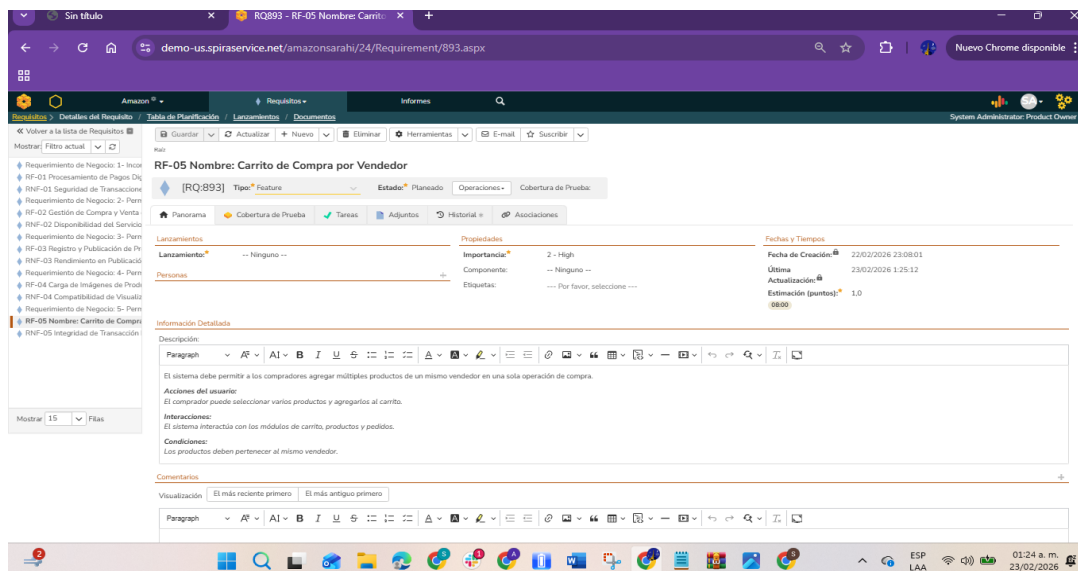 Sin título
RQ893 - RF-05 Nombre: Carrito
demo-us.spiraservice.net/amazonsarahi/24/Requirement/893.aspx
Nuevo Chrome disponible
Amazon
Requisitos
Informes
Requisitos > Detalles del Requisito / Tabla de Planificación / Lanzamientos / Documentos
SA
System Administrator: Product Owner
Volver a la lista de Requisitos
Mostrar: Filtro actual
Requerimiento de Negocio: 1- Incor
RF-01 Procesamiento de Pagos Dig
RNF-01 Seguridad de Transaccione
Requerimiento de Negocio: 2- Perm
RF-02 Gestión de Compra y Venta
RNF-02 Disponibilidad del Servicio
Requerimiento de Negocio: 3- Perm
RF-03 Registro y Publicación de Pr
RNF-03 Rendimiento en Publicació
Requerimiento de Negocio: 4- Perm
RF-04 Carga de Imágenes de Prod
RNF-04 Compatibilidad de Visualiz
Requerimiento de Negocio: 5- Perm
RF-05 Nombre: Carrito de Compra
RNF-05 Integridad de Transacción
Mostrar 15 Filas
Guardar Actualizar + Nuevo Eliminar Herramientas E-mail Suscribir
Raíz
RF-05 Nombre: Carrito de Compra por Vendedor
[RQ:893] Tipo:* Feature Estado:* Planeado Operaciones Cobertura de Prueba:
Panorama Cobertura de Prueba Tareas Adjuntos Historial Asociaciones
Lanzamientos
Lanzamiento:* -- Ninguno --
Personas
Propiedades
Importancia:* 2 - High
Componente: -- Ninguno --
Etiquetas: --- Por favor, seleccione ---
Fechas y Tiempos
Fecha de Creación: 22/02/2026 23:08:01
Última
Actualización: 23/02/2026 1:25:12
Estimación (puntos):* 1,0
08:00
Información Detallada
Descripción:
Paragraph
El sistema debe permitir a los compradores agregar múltiples productos de un mismo vendedor en una sola operación de compra.
Acciones del usuario:
El comprador puede seleccionar varios productos y agregarlos al carrito.
Interacciones:
El sistema interactúa con los módulos de carrito, productos y pedidos.
Condiciones:
Los productos deben pertenecer al mismo vendedor.
Comentarios
Visualización El más reciente primero El más antiguo primero
Paragraph
2
ESP
LAA
01:24 a. m.
23/02/2026